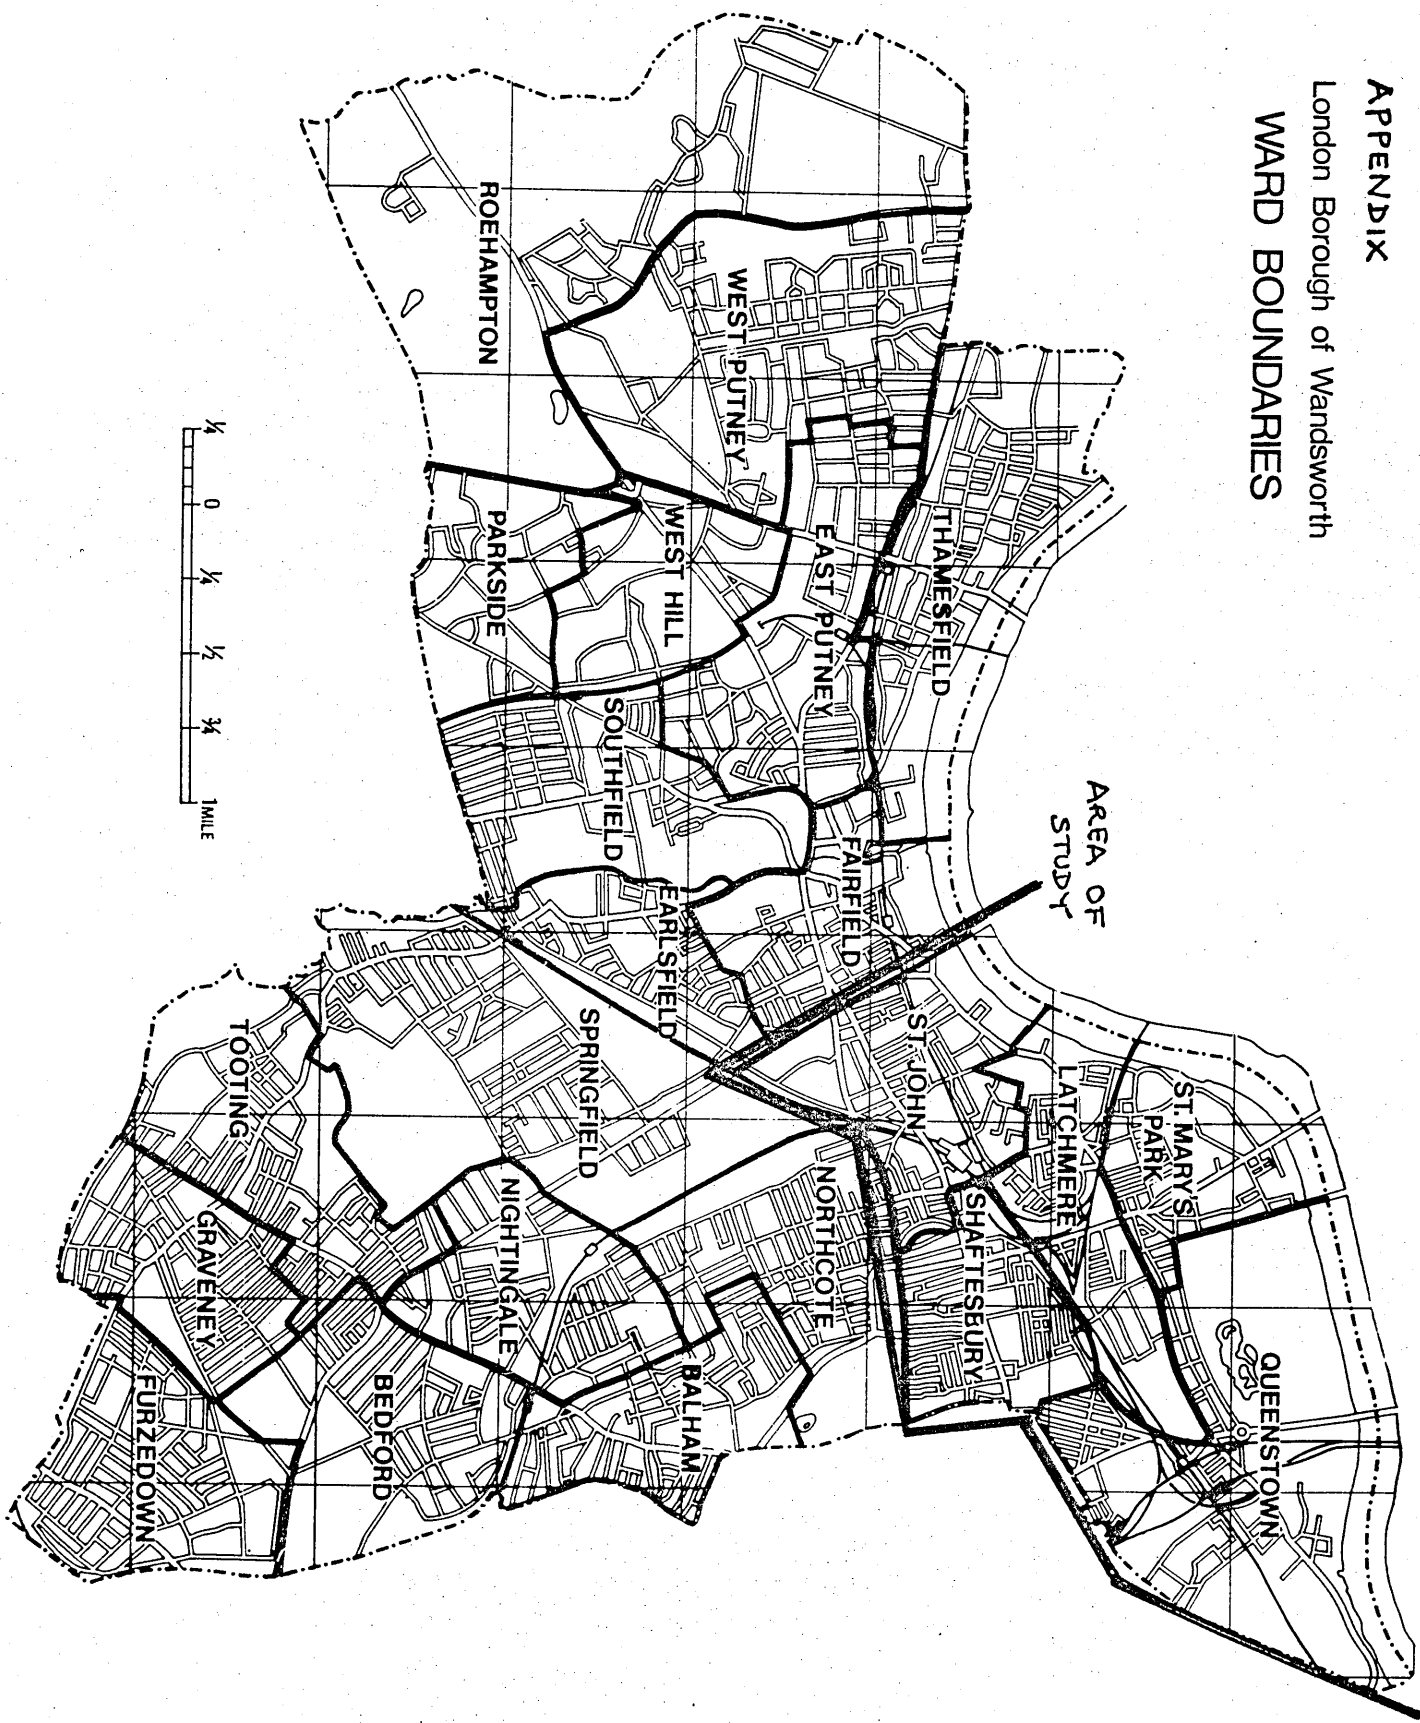 APPENDIX
London Borough of Wandsworth
WARD BOUNDARIES
AREA OF
STUDY
ROEHAMPTON
WEST PUTNEY
THAMESFIELD
EAST PUTNEY
WEST HILL
PARKSIDE
SOUTHFIELD
FAIRFIELD
EARLSFIELD
SPRINGFIELD
ST. JOHN
LATCHMERE
ST. MARY'S
PARK
QUEENSTOWN
SHAFTESBURY
NORTHCOTE
NIGHTINGALE
BALHAM
TOOTING
GRAVENEY
BEDFORD
FURZEDOWN
¼ 0 ¼ ½ ¾ 1 MILE